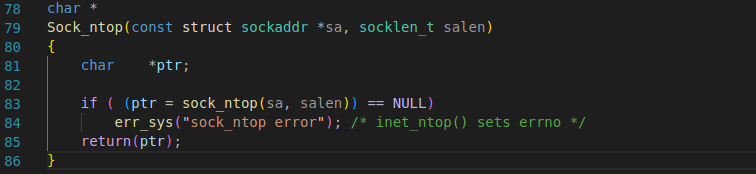 78 char *
79 Sock_ntop(const struct sockaddr *sa, socklen_t salen)
80 {
81     char    *ptr;
82
83     if ( (ptr = sock_ntop(sa, salen)) == NULL)
84         err_sys("sock_ntop error"); /* inet_ntop() sets errno */
85     return(ptr);
86 }